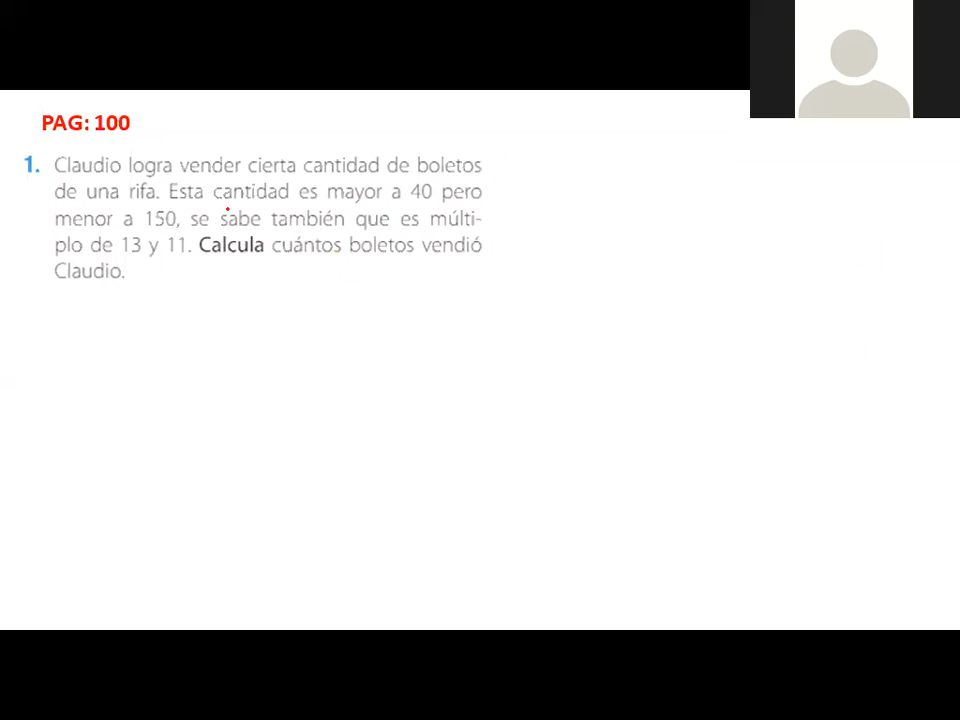 PAG: 100
1. Claudio logra vender cierta cantidad de boletos
de una rifa. Esta cantidad es mayor a 40 pero
menor a 150, se sabe también que es múlti-
plo de 13 y 11. Calcula cuántos boletos vendió
Claudio.